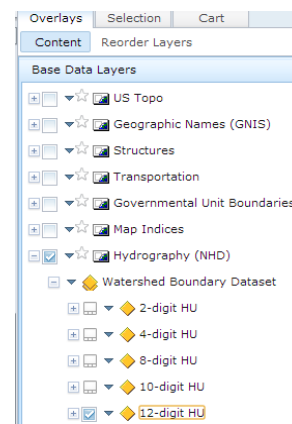 Overlays Selection Cart
Content Reorder Layers
Base Data Layers
US Topo
Geographic Names (GNIS)
Structures
Transportation
Governmental Unit Boundaries
Map Indices
Hydrography (NHD)
Watershed Boundary Dataset
2-digit HU
4-digit HU
8-digit HU
10-digit HU
12-digit HU